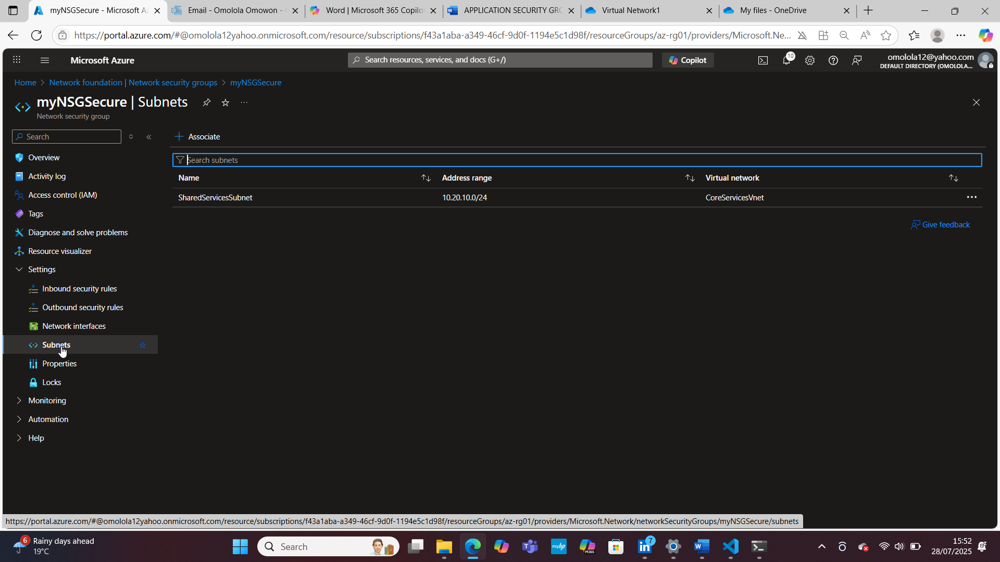 myNSGSecure - Microsoft Az
Email - Omolola Omowon -
Word | Microsoft 365 Copilot
APPLICATION SECURITY GRO
Virtual Network1
My files - OneDrive
https://portal.azure.com/#@omolola12yahoo.onmicrosoft.com/resource/subscriptions/f43a1aba-a349-46cf-9d0f-1194e5c1d98f/resourceGroups/az-rg01/providers/Microsoft.Ne...
Microsoft Azure
Search resources, services, and docs (G+/)
Copilot
10
omolola12@yahoo.com
DEFAULT DIRECTORY (OMOLOLA...
Home > Network foundation | Network security groups > myNSGSecure
myNSGSecure | Subnets
Network security group
Search
Associate
Search subnets
Overview
Activity log
Access control (IAM)
Tags
Diagnose and solve problems
Resource visualizer
Settings
Inbound security rules
Outbound security rules
Network interfaces
Subnets
Properties
Locks
Monitoring
Automation
Help
Name Address range Virtual network
SharedServicesSubnet 10.20.10.0/24 CoreServicesVnet
Give feedback
https://portal.azure.com/#@omolola12yahoo.onmicrosoft.com/resource/subscriptions/f43a1aba-a349-46cf-9d0f-1194e5c1d98f/resourceGroups/az-rg01/providers/Microsoft.Network/networkSecurityGroups/myNSGSecure/subnets
6
Rainy days ahead
19°C
Search
myhp
M365
7
15:52
28/07/2025